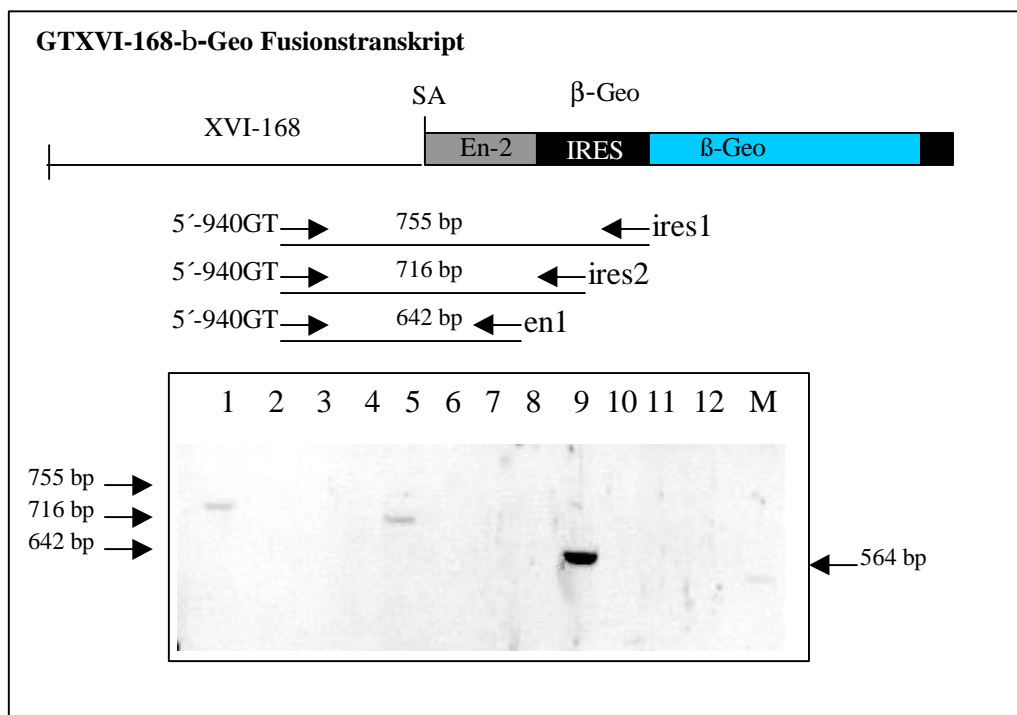 GTXVI-168-b-Geo Fusionstranskript
SA
β-Geo
XVI-168
En-2
IRES
ß-Geo
5´-940GT
755 bp
ires1
5´-940GT
716 bp
ires2
5´-940GT
642 bp
en1
1 2 3 4 5 6 7 8 9 10 11 12 M
755 bp
716 bp
642 bp
564 bp